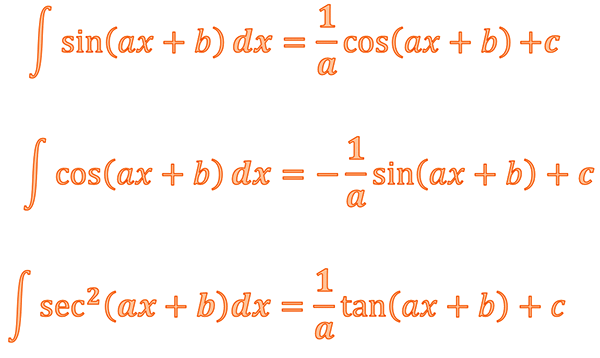 ∫ sin(ax + b) dx = 1/a cos(ax + b) +c
∫ cos(ax + b) dx = − 1/a sin(ax + b) + c
∫ sec²(ax + b)dx = 1/a tan(ax + b) + c